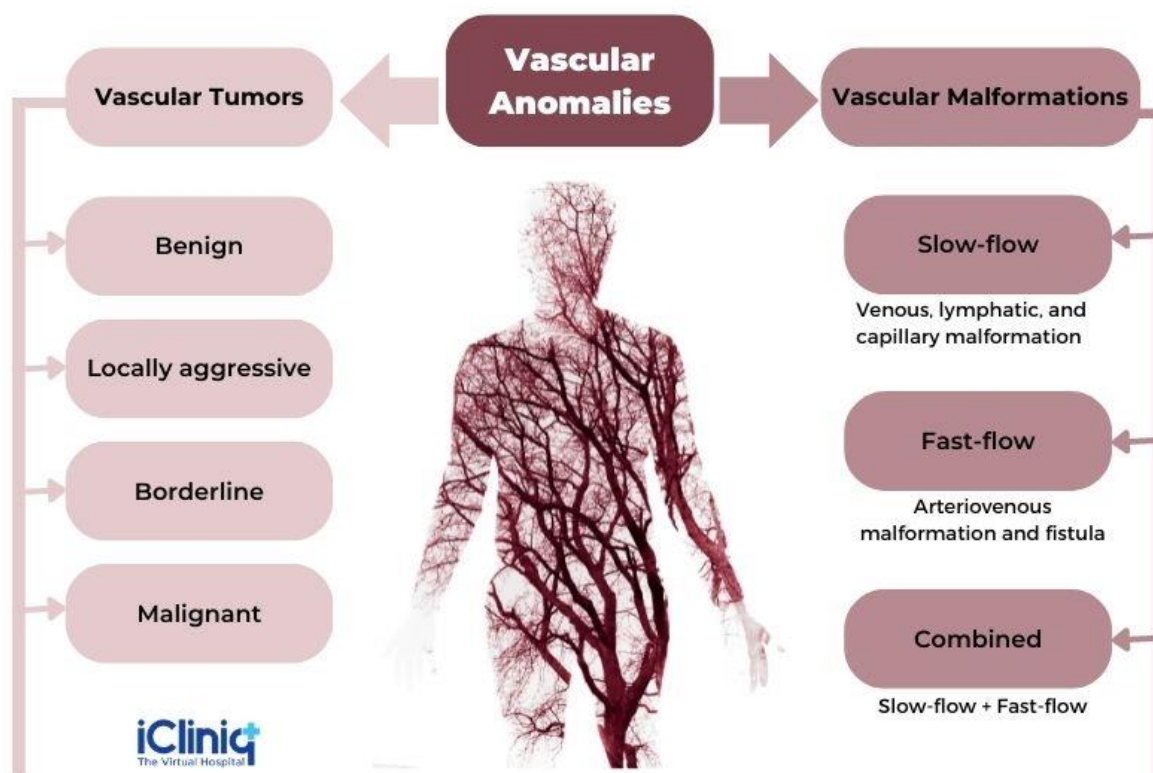 Vascular
Anomalies
Vascular Tumors
Vascular Malformations
Benign
Locally aggressive
Borderline
Malignant
Slow-flow
Venous, lymphatic, and
capillary malformation
Fast-flow
Arteriovenous
malformation and fistula
Combined
Slow-flow + Fast-flow
iCliniq
The Virtual Hospital